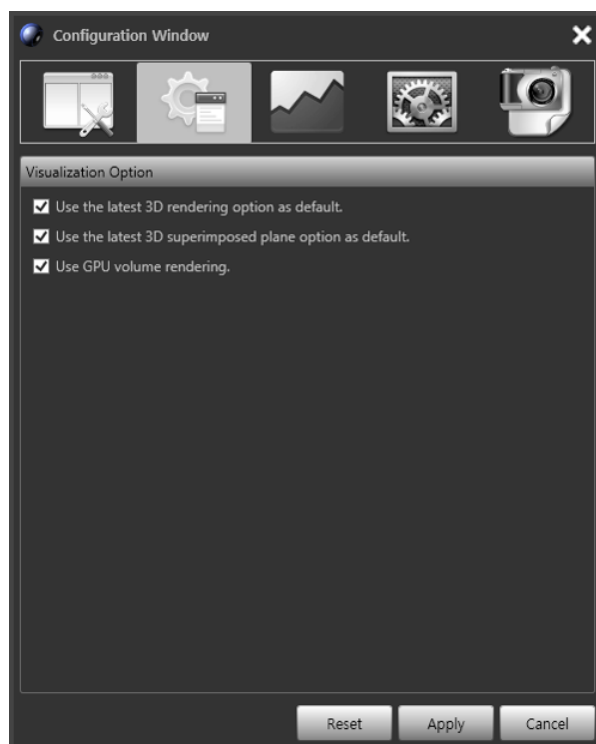 Configuration Window
Visualization Option
Use the latest 3D rendering option as default.
Use the latest 3D superimposed plane option as default.
Use GPU volume rendering.
Reset Apply Cancel